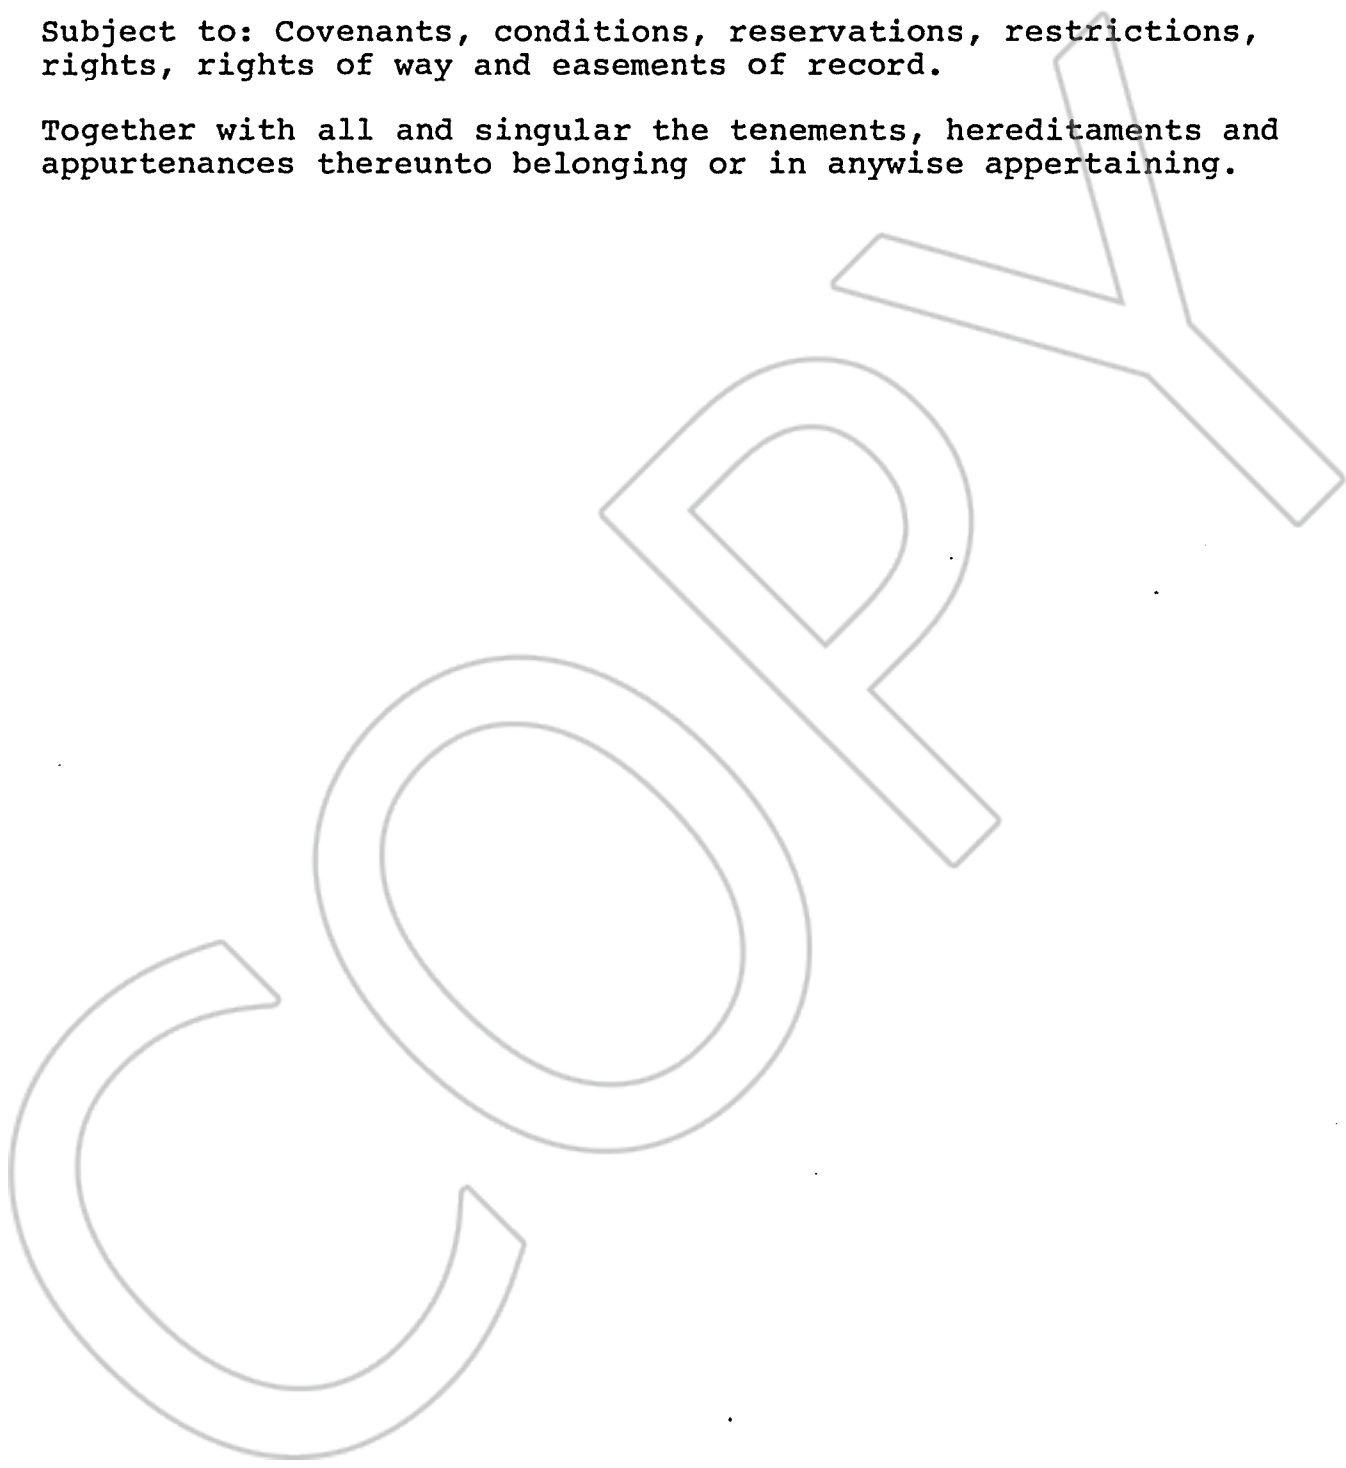 Subject to: Covenants, conditions, reservations, restrictions,
rights, rights of way and easements of record.
Together with all and singular the tenements, hereditaments and
appurtenances thereunto belonging or in anywise appertaining.
COPY